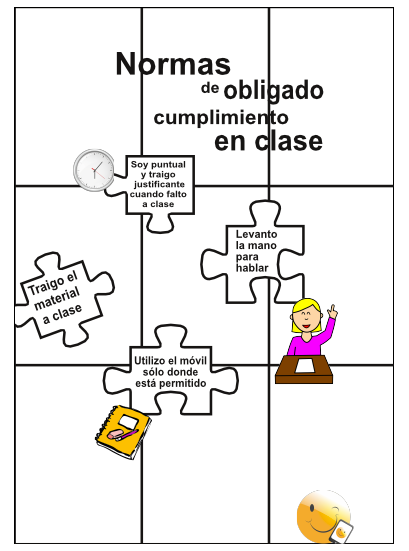 Normas
de obligado
cumplimiento
en clase
Soy puntual
y traigo
justificante
cuando falto
a clase
Levanto
la mano
para
hablar
Traigo el
material
a clase
Utilizo el móvil
sólo donde
está permitido